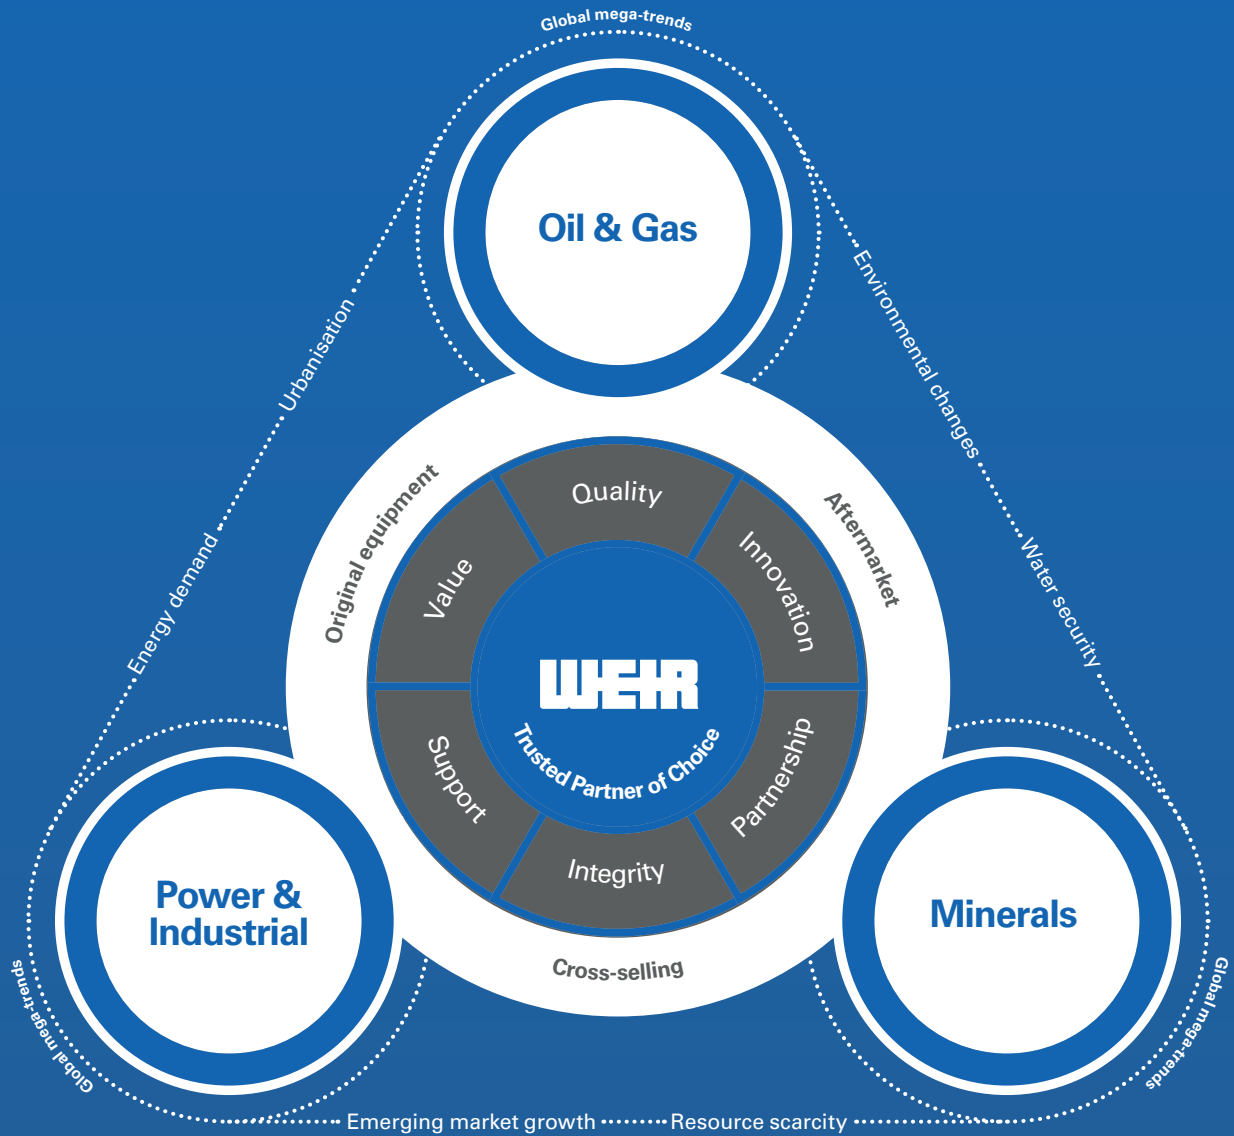 Global mega-trends
Oil & Gas
Urbanisation
Environmental changes
Energy demand
Water security
Original equipment
Aftermarket
Quality
Value
Innovation
WEIR
Trusted Partner of Choice
Support
Partnership
Integrity
Cross-selling
Power &
Industrial
Minerals
Global mega-trends
Global mega-trends
Emerging market growth
Resource scarcity